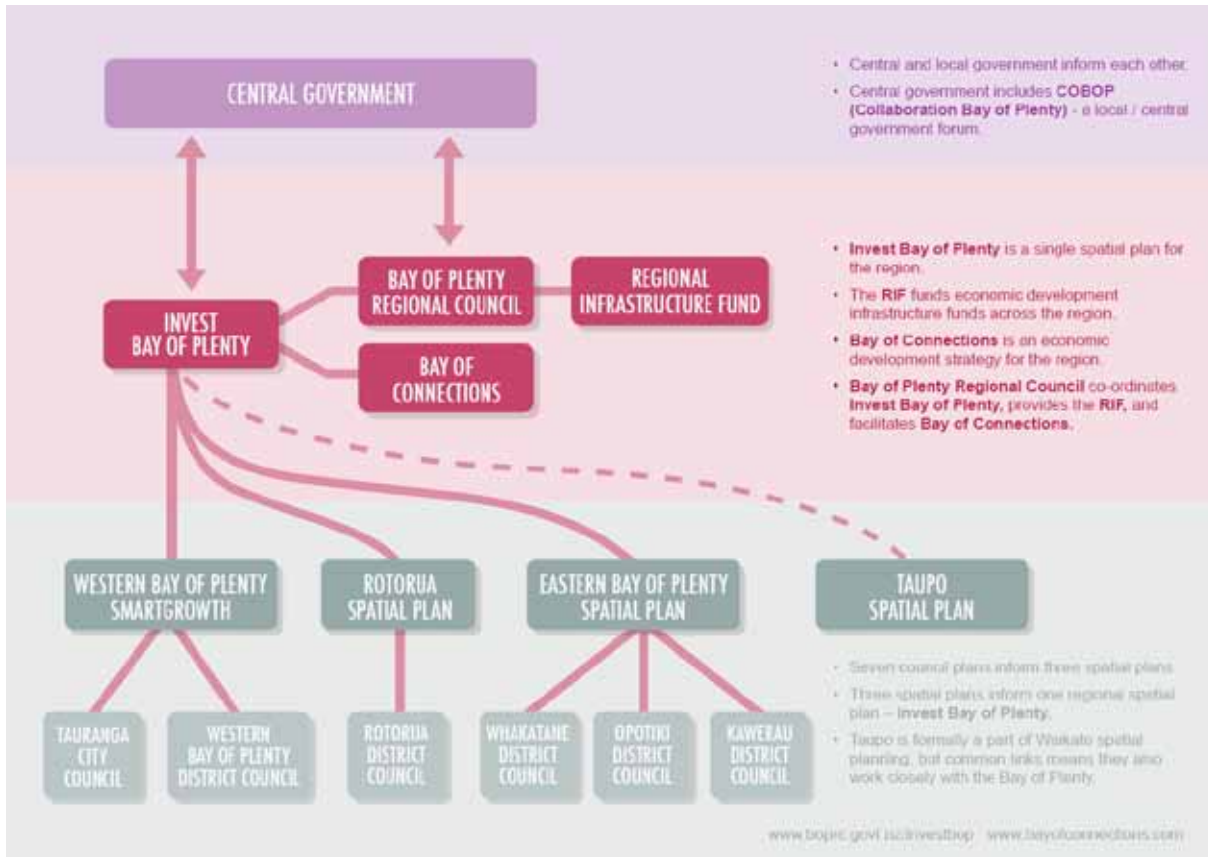 CENTRAL GOVERNMENT
• Central and local government inform each other.
• Central government includes COBOP
(Collaboration Bay of Plenty) - a local / central
government forum.
INVEST
BAY OF PLENTY
BAY OF PLENTY
REGIONAL COUNCIL
REGIONAL
INFRASTRUCTURE FUND
BAY OF
CONNECTIONS
• Invest Bay of Plenty is a single spatial plan for
the region.
• The RIF funds economic development
infrastructure funds across the region.
• Bay of Connections is an economic
development strategy for the region.
• Bay of Plenty Regional Council co-ordinates
Invest Bay of Plenty, provides the RIF, and
facilitates Bay of Connections.
WESTERN BAY OF PLENTY
SMARTGROWTH
ROTORUA
SPATIAL PLAN
EASTERN BAY OF PLENTY
SPATIAL PLAN
TAUPO
SPATIAL PLAN
TAURANGA
CITY
COUNCIL
WESTERN
BAY OF PLENTY
DISTRICT COUNCIL
ROTORUA
DISTRICT
COUNCIL
WHAKATANE
DISTRICT
COUNCIL
OPOTIKI
DISTRICT
COUNCIL
KAWERAU
DISTRICT
COUNCIL
• Seven council plans inform three spatial plans
• Three spatial plans inform one regional spatial
plan – Invest Bay of Plenty.
• Taupo is formally a part of Waikato spatial
planning, but common links means they also
work closely with the Bay of Plenty.
www.bayofconnections.com